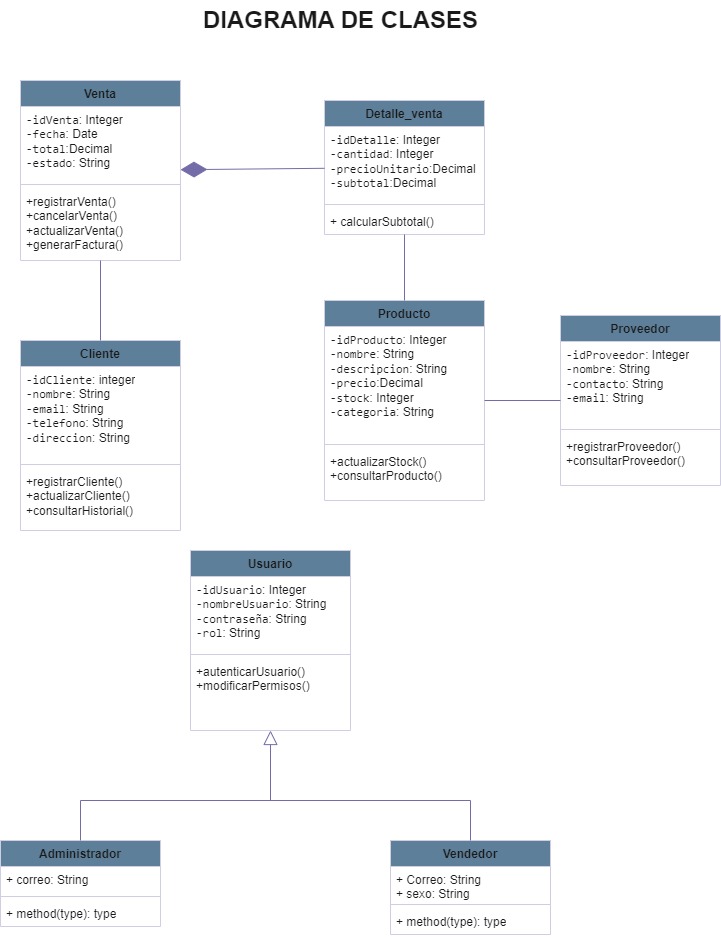 DIAGRAMA DE CLASES
Venta
-idVenta: Integer
-fecha: Date
-total:Decimal
-estado: String
+registrarVenta()
+cancelarVenta()
+actualizarVenta()
+generarFactura()
Detalle_venta
-idDetalle: Integer
-cantidad: Integer
-precioUnitario:Decimal
-subtotal:Decimal
+ calcularSubtotal()
Cliente
-idCliente: integer
-nombre: String
-email: String
-telefono: String
-direccion: String
+registrarCliente()
+actualizarCliente()
+consultarHistorial()
Producto
-idProducto: Integer
-nombre: String
-descripcion: String
-precio:Decimal
-stock: Integer
-categoria: String
+actualizarStock()
+consultarProducto()
Proveedor
-idProveedor: Integer
-nombre: String
-contacto: String
-email: String
+registrarProveedor()
+consultarProveedor()
Usuario
-idUsuario: Integer
-nombreUsuario: String
-contraseña: String
-rol: String
+autenticarUsuario()
+modificarPermisos()
Administrador
+ correo: String
+ method(type): type
Vendedor
+ Correo: String
+ sexo: String
+ method(type): type